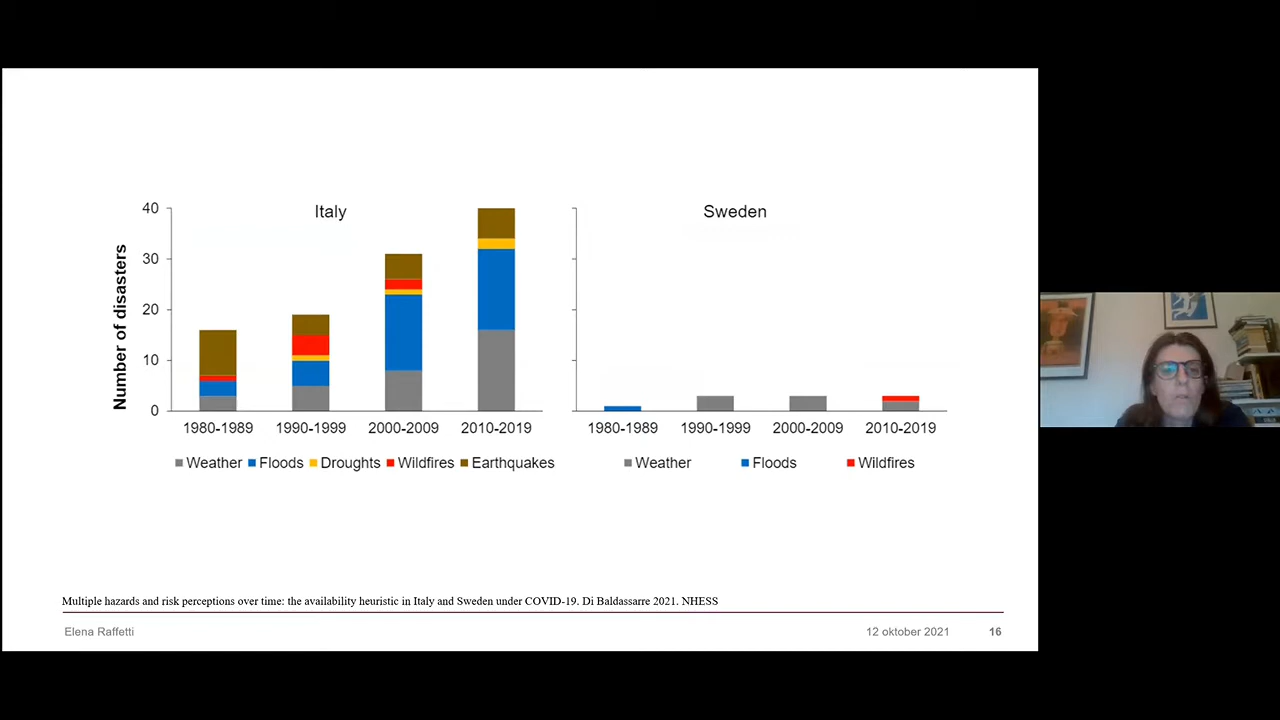 Italy
Sweden
Number of disasters
40
30
20
10
0
1980-1989 1990-1999 2000-2009 2010-2019
1980-1989 1990-1999 2000-2009 2010-2019
Weather Floods Droughts Wildfires Earthquakes
Weather Floods Wildfires
Multiple hazards and risk perceptions over time: the availability heuristic in Italy and Sweden under COVID-19. Di Baldassarre 2021. NHESS
Elena Raffetti 12 oktober 2021 16